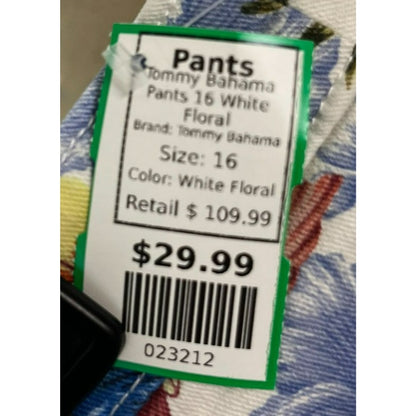 Pants
Tommy Bahama
Pants 16 White
Floral
Brand: Tommy Bahama
Size: 16
Color: White Floral
Retail $ 109.99
$29.99
023212